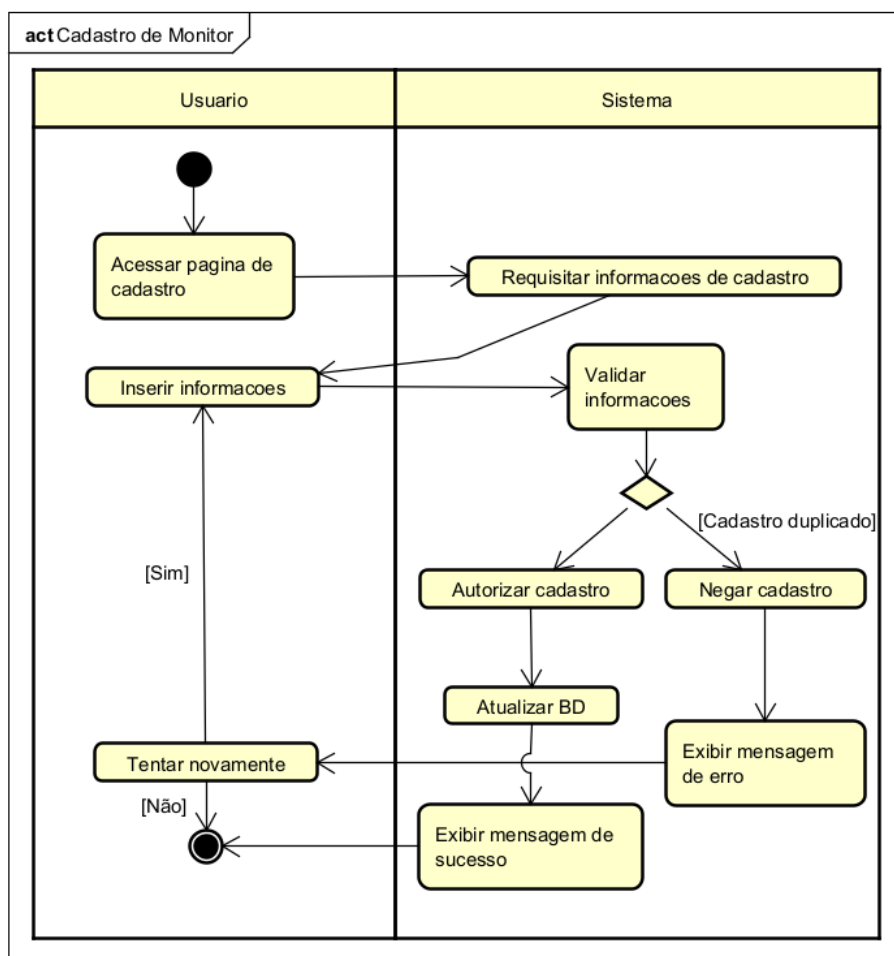 act Cadastro de Monitor
Usuario
Sistema
Acessar pagina de
cadastro
Requisitar informacoes de cadastro
Inserir informacoes
Validar
informacoes
[Cadastro duplicado]
[Sim]
Autorizar cadastro
Negar cadastro
Atualizar BD
Tentar novamente
Exibir mensagem
de erro
[Não]
Exibir mensagem de
sucesso